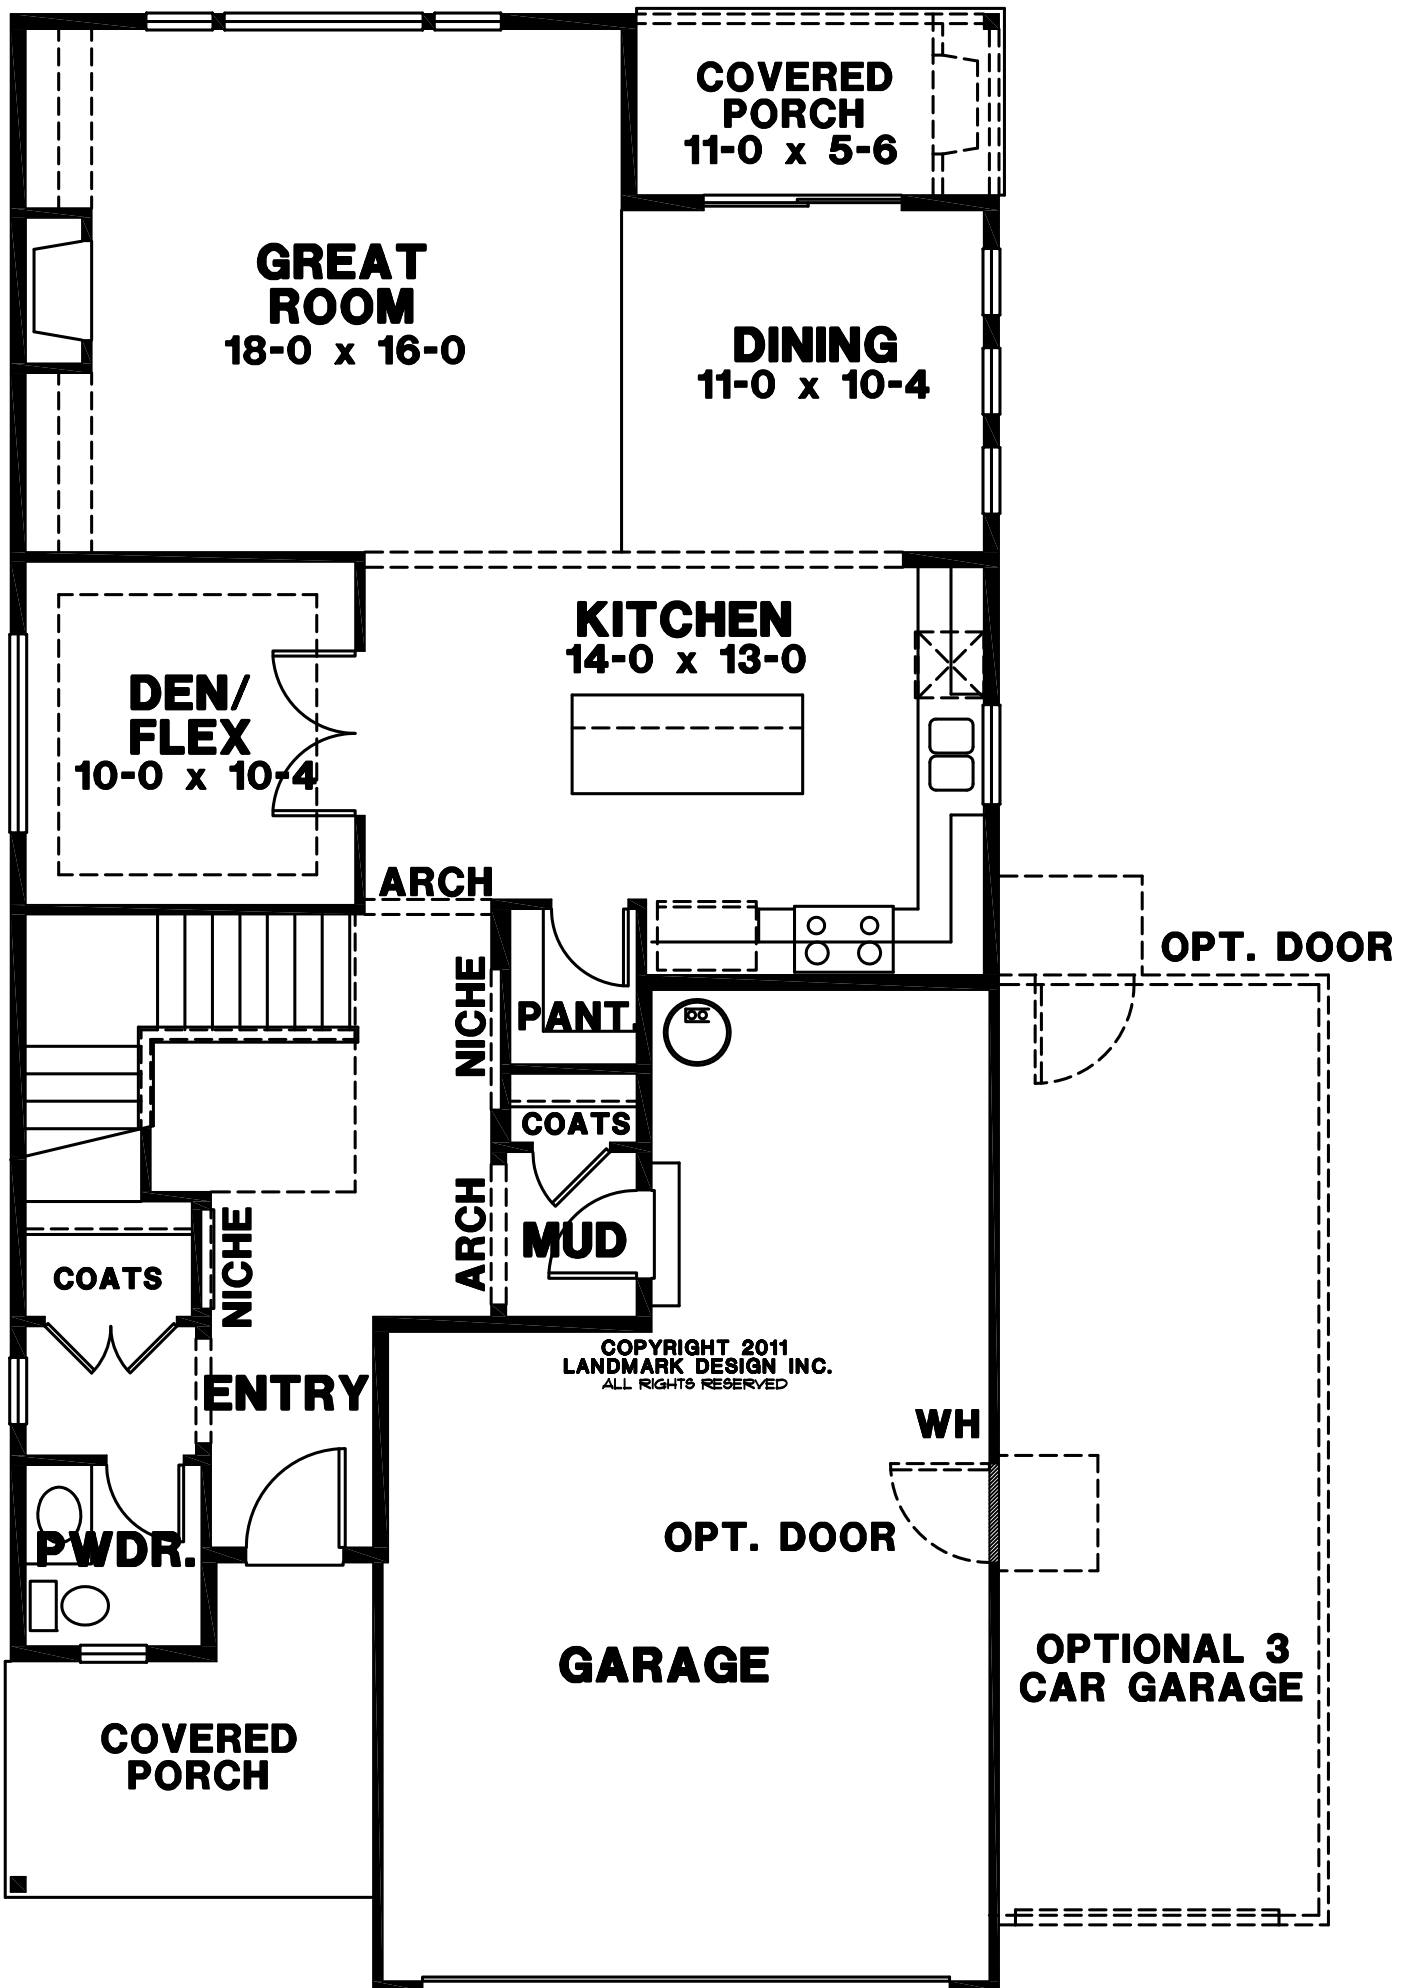 COVERED
PORCH
11-0 x 5-6
GREAT
ROOM
18-0 x 16-0
DINING
11-0 x 10-4
KITCHEN
14-0 x 13-0
DEN/
FLEX
10-0 x 10-4
ARCH
OPT. DOOR
NICHE
PANT.
COATS
ARCH
MUD
NICHE
COATS
COPYRIGHT 2011
LANDMARK DESIGN INC.
ALL RIGHTS RESERVED
ENTRY
WH
OPT. DOOR
PWDR.
GARAGE
OPTIONAL 3
CAR GARAGE
COVERED
PORCH